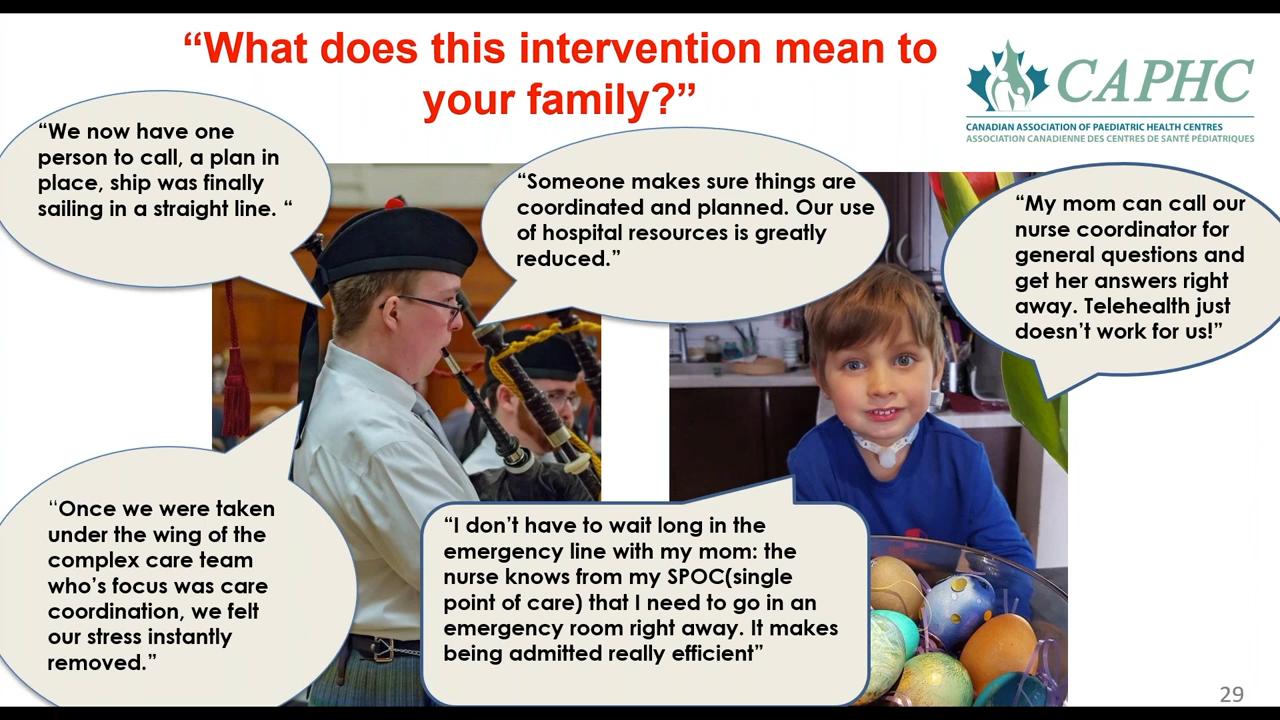 “What does this intervention mean to
your family?”
CAPHC
CANADIAN ASSOCIATION OF PAEDIATRIC HEALTH CENTRES
ASSOCIATION CANADIENNE DES CENTRES DE SANTÉ PÉDIATRIQUES
“We now have one
person to call, a plan in
place, ship was finally
sailing in a straight line. “
“Someone makes sure things are
coordinated and planned. Our use
of hospital resources is greatly
reduced.”
“My mom can call our
nurse coordinator for
general questions and
get her answers right
away. Telehealth just
doesn’t work for us!”
“Once we were taken
under the wing of the
complex care team
who’s focus was care
coordination, we felt
our stress instantly
removed.”
“I don’t have to wait long in the
emergency line with my mom: the
nurse knows from my SPOC(single
point of care) that I need to go in an
emergency room right away. It makes
being admitted really efficient”
29